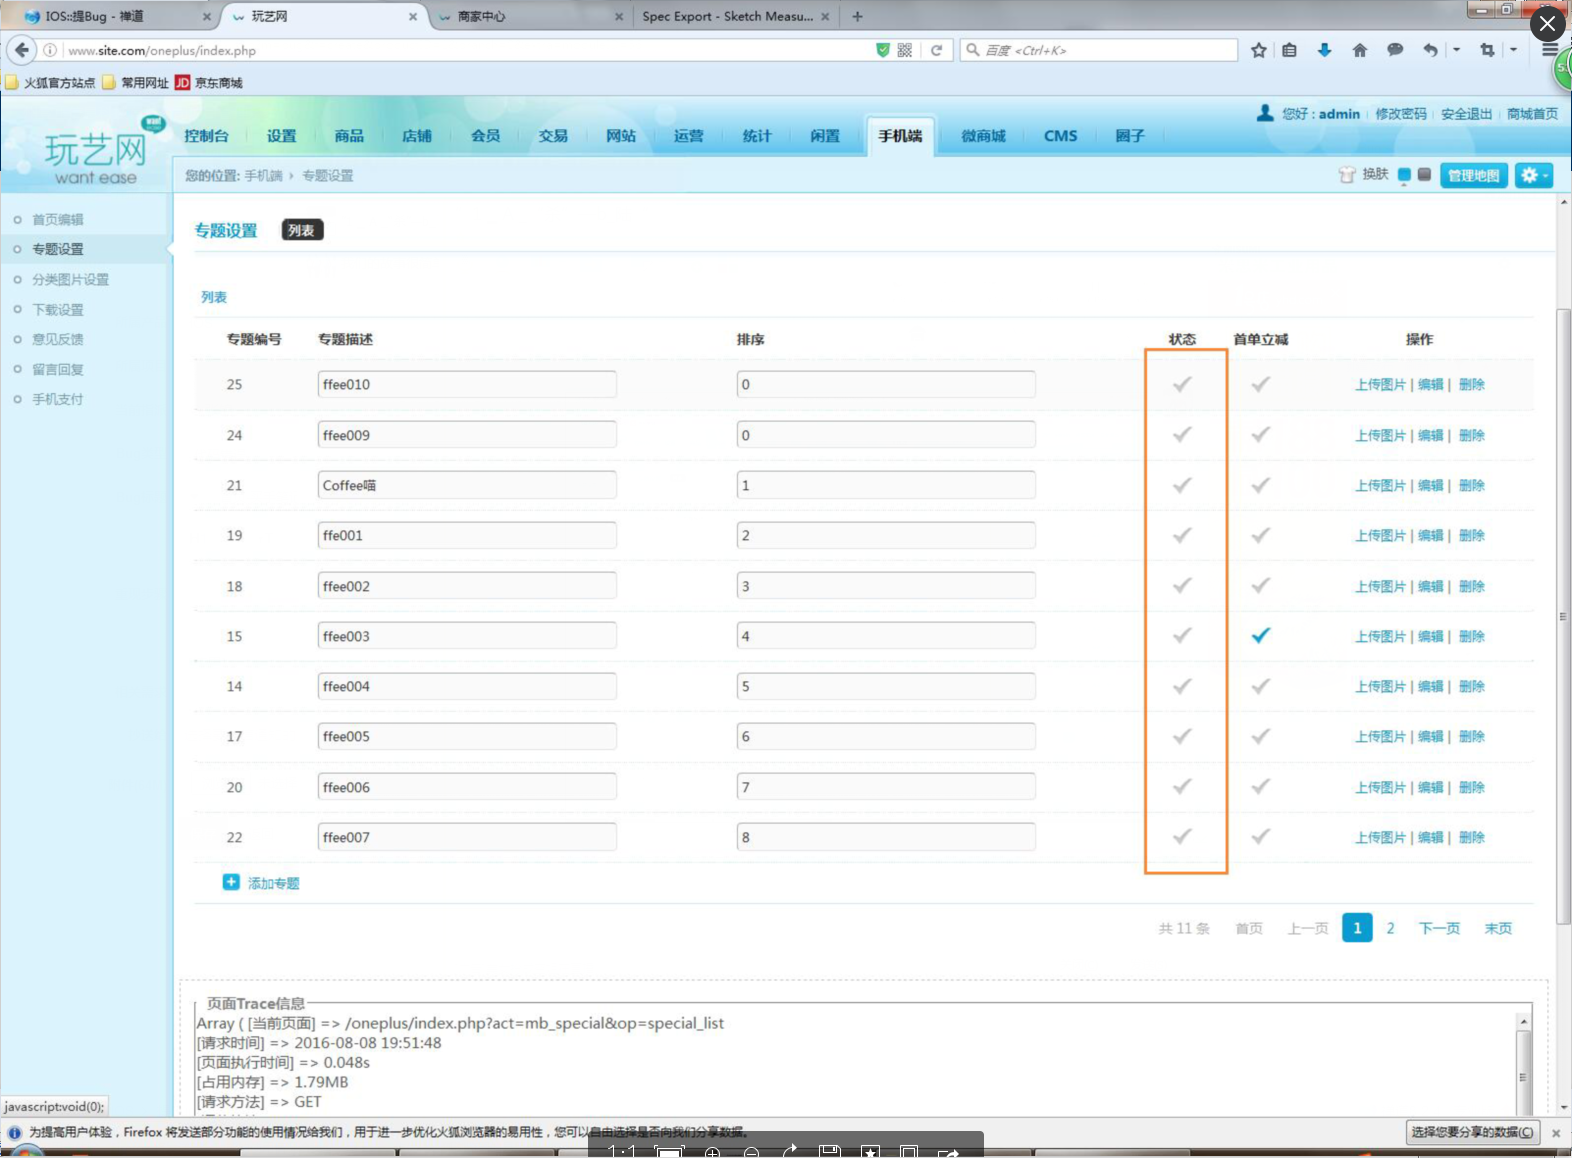 IOS::提Bug - 禅道
玩艺网
商家中心
Spec Export - Sketch Measu...
www.site.com/oneplus/index.php
百度 <Ctrl+K>
火狐官方站点
常用网址
JD 京东商城
玩艺网
want ease
您好 : admin
修改密码
安全退出
商城首页
控制台
设置
商品
店铺
会员
交易
网站
运营
统计
闲置
手机端
微商城
CMS
圈子
您的位置: 手机端 › 专题设置
换肤
管理地图
首页编辑
专题设置
分类图片设置
下载设置
意见反馈
留言回复
手机支付
专题设置 列表
列表
专题编号 专题描述 排序 状态 首单立减 操作
25 ffee010 0 上传图片 | 编辑 | 删除
24 ffee009 0 上传图片 | 编辑 | 删除
21 Coffee喵 1 上传图片 | 编辑 | 删除
19 ffe001 2 上传图片 | 编辑 | 删除
18 ffee002 3 上传图片 | 编辑 | 删除
15 ffee003 4 上传图片 | 编辑 | 删除
14 ffee004 5 上传图片 | 编辑 | 删除
17 ffee005 6 上传图片 | 编辑 | 删除
20 ffee006 7 上传图片 | 编辑 | 删除
22 ffee007 8 上传图片 | 编辑 | 删除
添加专题
共 11 条 首页 上一页 1 2 下一页 末页
页面Trace信息
Array ( [当前页面] => /oneplus/index.php?act=mb_special&op=special_list
[请求时间] => 2016-08-08 19:51:48
[页面执行时间] => 0.048s
[占用内存] => 1.79MB
[请求方法] => GET
javascript:void(0);
为提高用户体验，Firefox 将发送部分功能的使用情况给我们，用于进一步优化火狐浏览器的易用性，您可以自由选择是否向我们分享数据。
选择您要分享的数据(C)
1:1